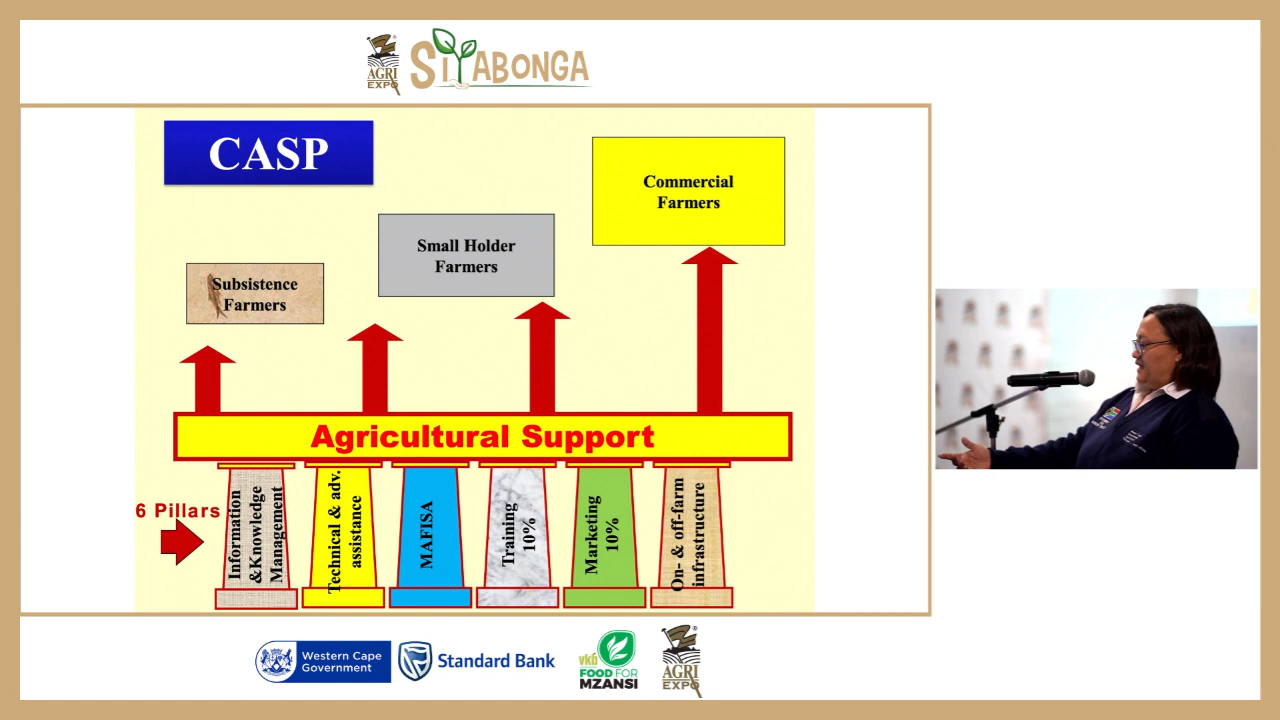 AGRI
EXPO
SIYABONGA
CASP
Commercial
Farmers
Small Holder
Farmers
Subsistence
Farmers
Agricultural Support
6 Pillars
Information
&Knowledge
Management
Technical & adv.
assistance
MAFISA
Training
10%
Marketing
10%
On- & off-farm
infrastructure
Western Cape
Government
Standard Bank
vkb
FOOD FOR
MZANSI
AGRI
EXPO